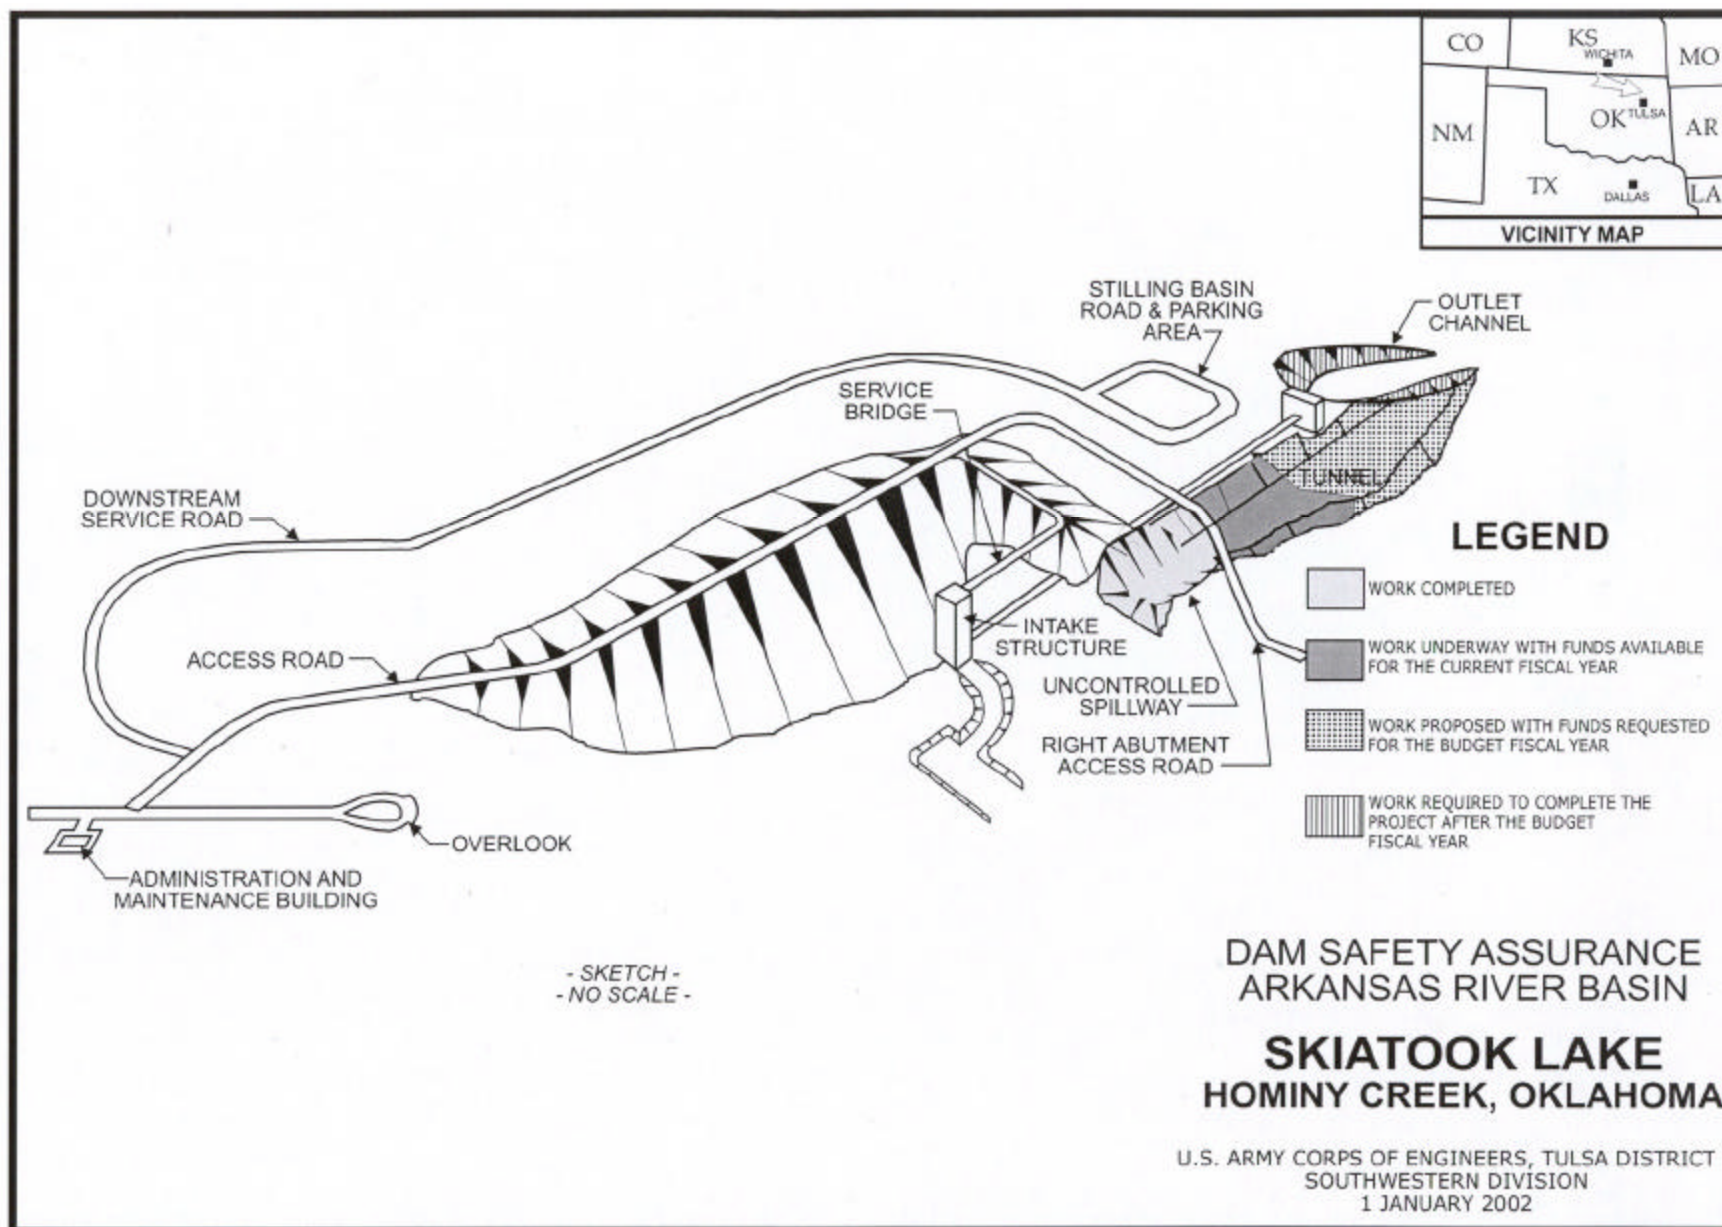 CO
KS
WICHITA
MO
NM
OK
TULSA
AR
TX
DALLAS
LA
VICINITY MAP
STILLING BASIN
ROAD & PARKING
AREA
OUTLET
CHANNEL
SERVICE
BRIDGE
TUNNEL
DOWNSTREAM
SERVICE ROAD
ACCESS ROAD
INTAKE
STRUCTURE
UNCONTROLLED
SPILLWAY
RIGHT ABUTMENT
ACCESS ROAD
OVERLOOK
ADMINISTRATION AND
MAINTENANCE BUILDING
LEGEND
WORK COMPLETED
WORK UNDERWAY WITH FUNDS AVAILABLE
FOR THE CURRENT FISCAL YEAR
WORK PROPOSED WITH FUNDS REQUESTED
FOR THE BUDGET FISCAL YEAR
WORK REQUIRED TO COMPLETE THE
PROJECT AFTER THE BUDGET
FISCAL YEAR
- SKETCH -
- NO SCALE -
DAM SAFETY ASSURANCE
ARKANSAS RIVER BASIN
SKIATOOK LAKE
HOMINY CREEK, OKLAHOMA
U.S. ARMY CORPS OF ENGINEERS, TULSA DISTRICT
SOUTHWESTERN DIVISION
1 JANUARY 2002